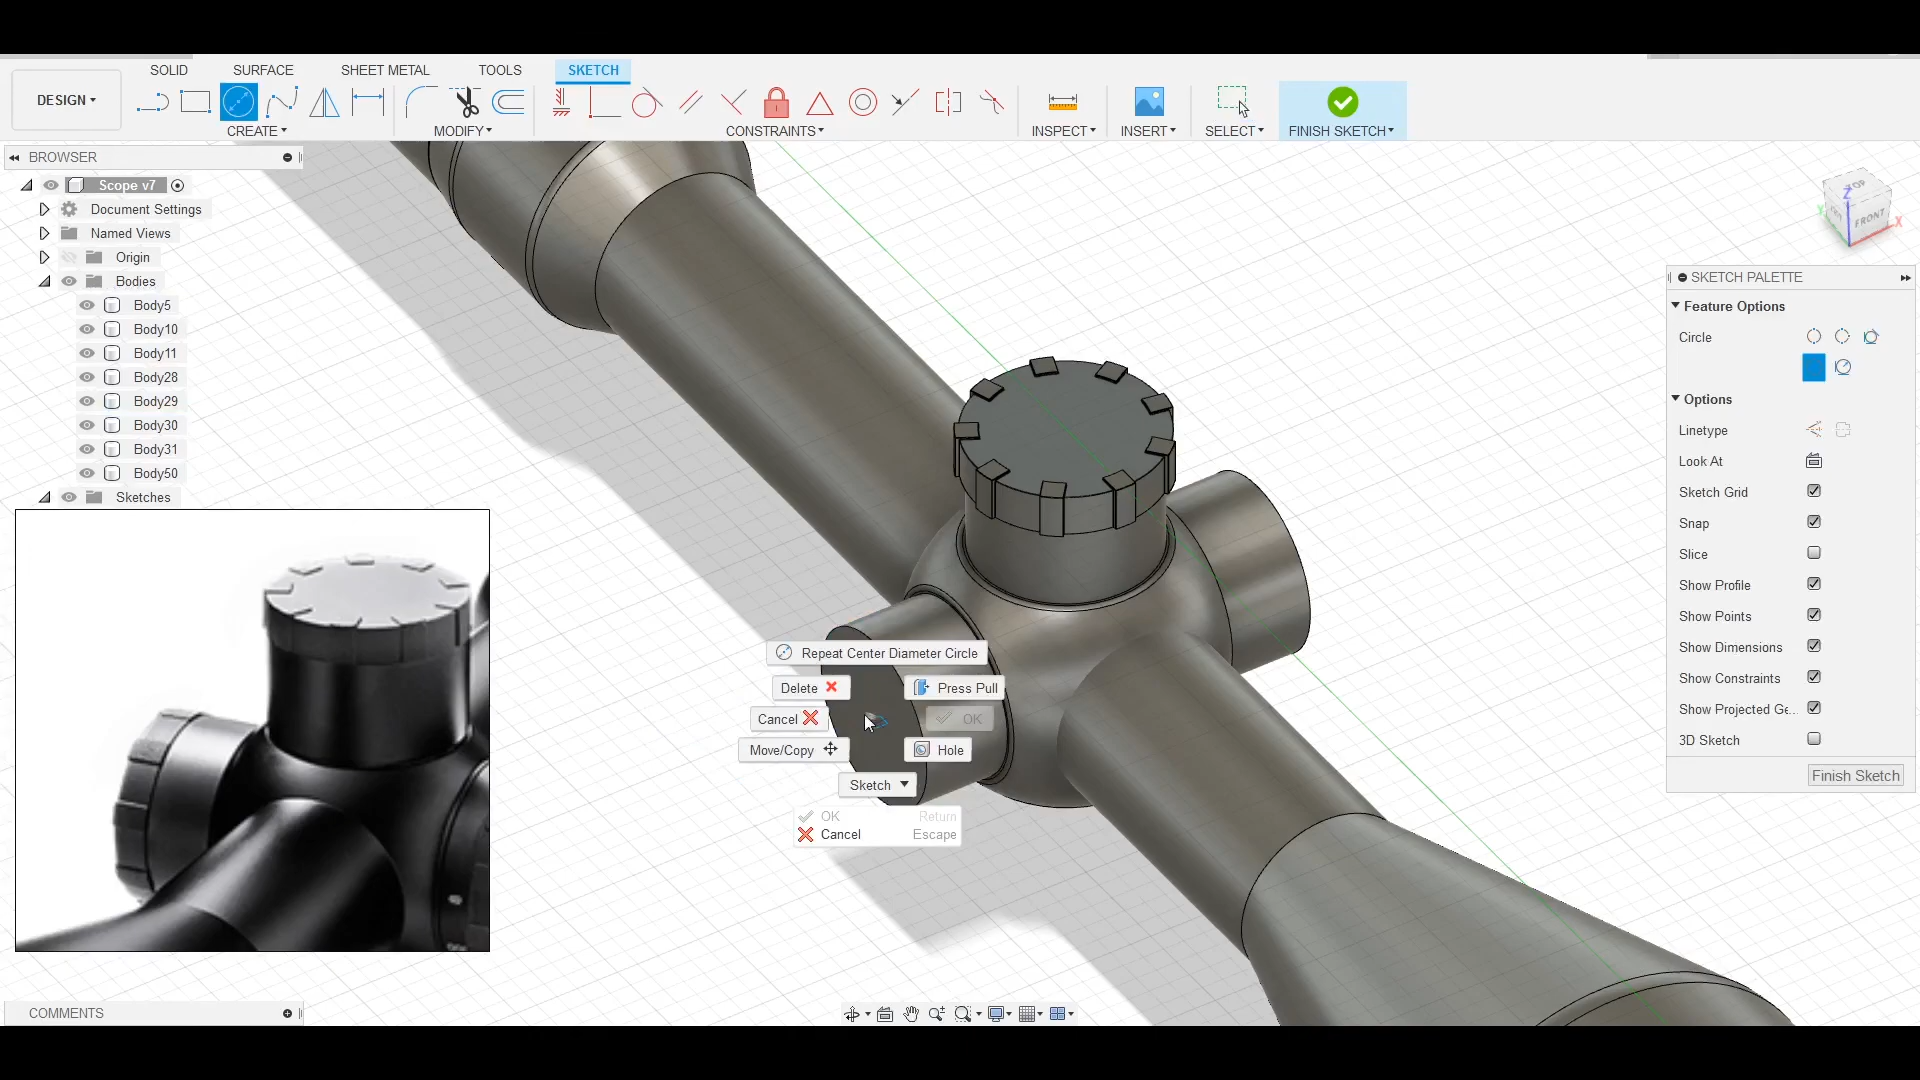 SOLID SURFACE SHEET METAL TOOLS SKETCH
DESIGN
CREATE MODIFY CONSTRAINTS INSPECT INSERT SELECT FINISH SKETCH
BROWSER
Scope v7
Document Settings
Named Views
Origin
Bodies
Body5
Body10
Body11
Body28
Body29
Body30
Body31
Body50
Sketches
COMMENTS
Repeat Center Diameter Circle
Delete Press Pull
Cancel OK
Move/Copy Hole
Sketch
OK Return
Cancel Escape
TOP
FRONT
Z
X
Y
SKETCH PALETTE
Feature Options
Circle
Options
Linetype
Look At
Sketch Grid
Snap
Slice
Show Profile
Show Points
Show Dimensions
Show Constraints
Show Projected Ge...
3D Sketch
Finish Sketch